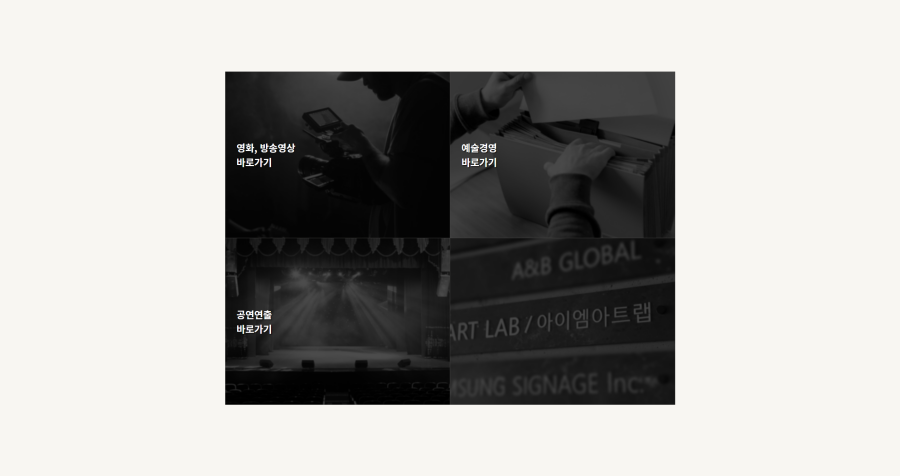 영화, 방송영상
바로가기
예술경영
바로가기
공연연출
바로가기
A&B GLOBAL
ART LAB / 아이엠아트랩
SUNG SIGNAGE Inc.